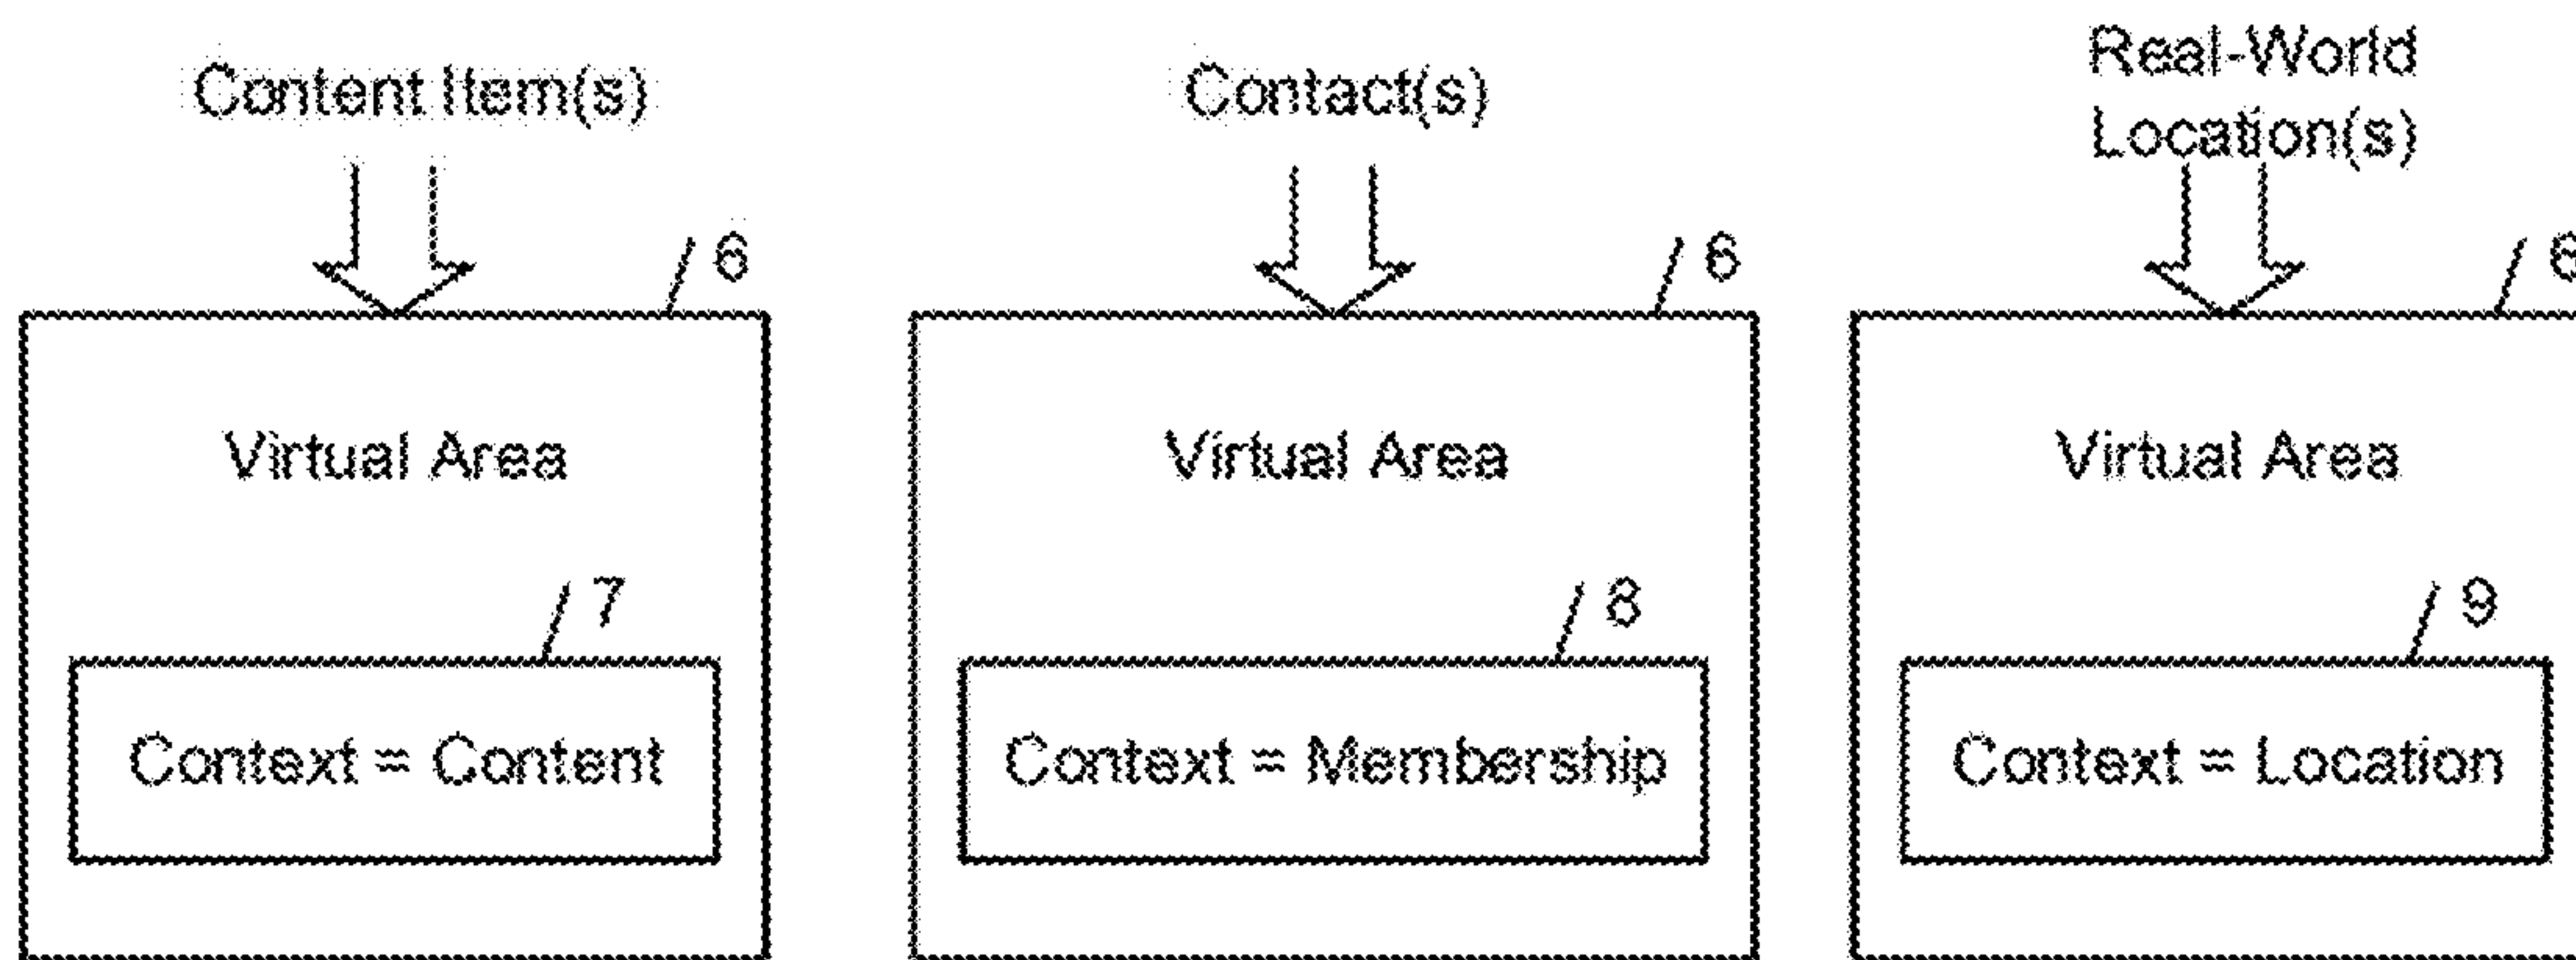 Content Item(s)
Contact(s)
Real-World
Location(s)
6
6
6
Virtual Area
Virtual Area
Virtual Area
7
8
9
Context = Content
Context = Membership
Context = Location